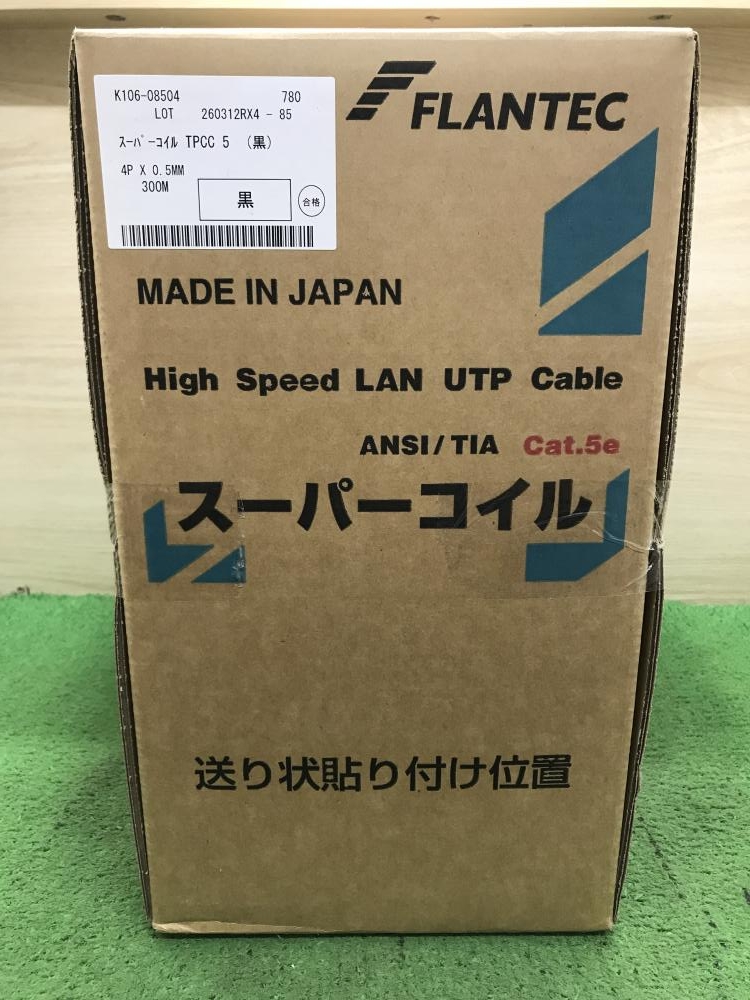 K106-08504 780
LOT 260312RX4 - 85
ｽｰﾊﾟｰｺｲﾙ TPCC 5 (黒)
4P X 0.5MM
300M
黒
合格
FLANTEC
MADE IN JAPAN
High Speed LAN UTP Cable
ANSI/TIA Cat.5e
スーパーコイル
送り状貼り付け位置